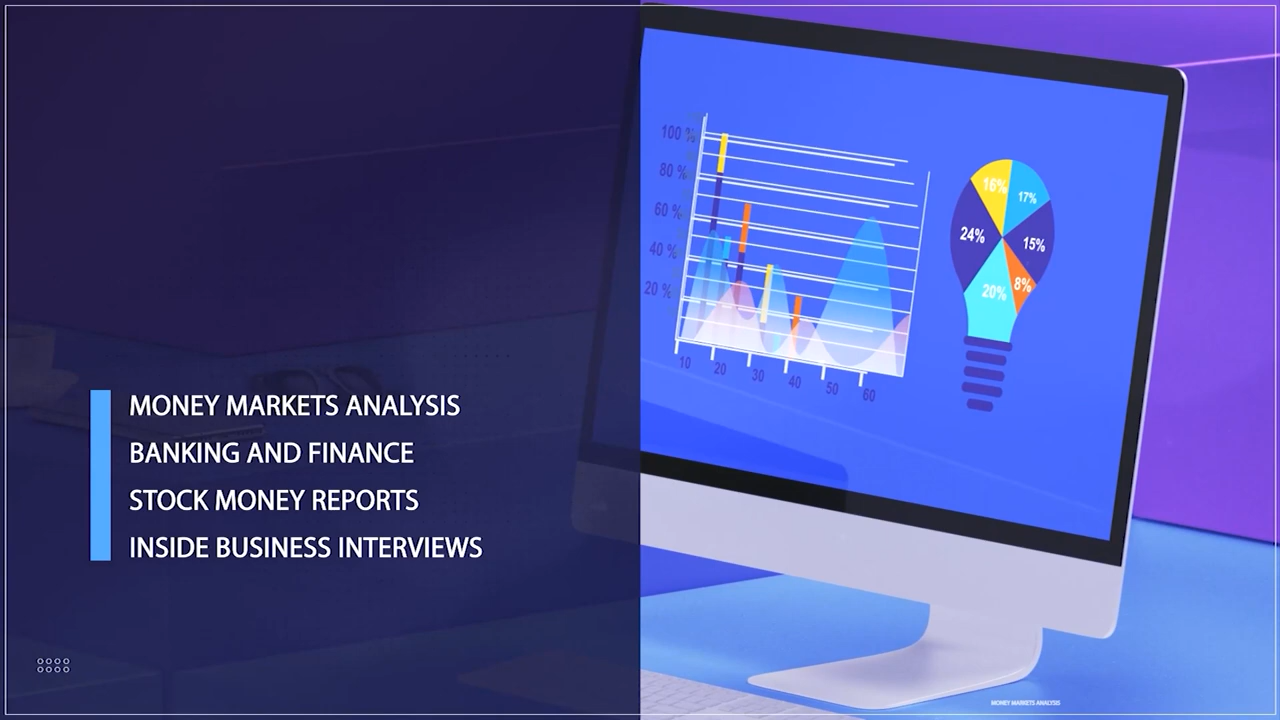 MONEY MARKETS ANALYSIS
BANKING AND FINANCE
STOCK MONEY REPORTS
INSIDE BUSINESS INTERVIEWS
100 %
80 %
60 %
40 %
20 %
10 20 30 40 50 60
16% 17%
24% 15%
20% 8%
MONEY MARKETS ANALYSIS